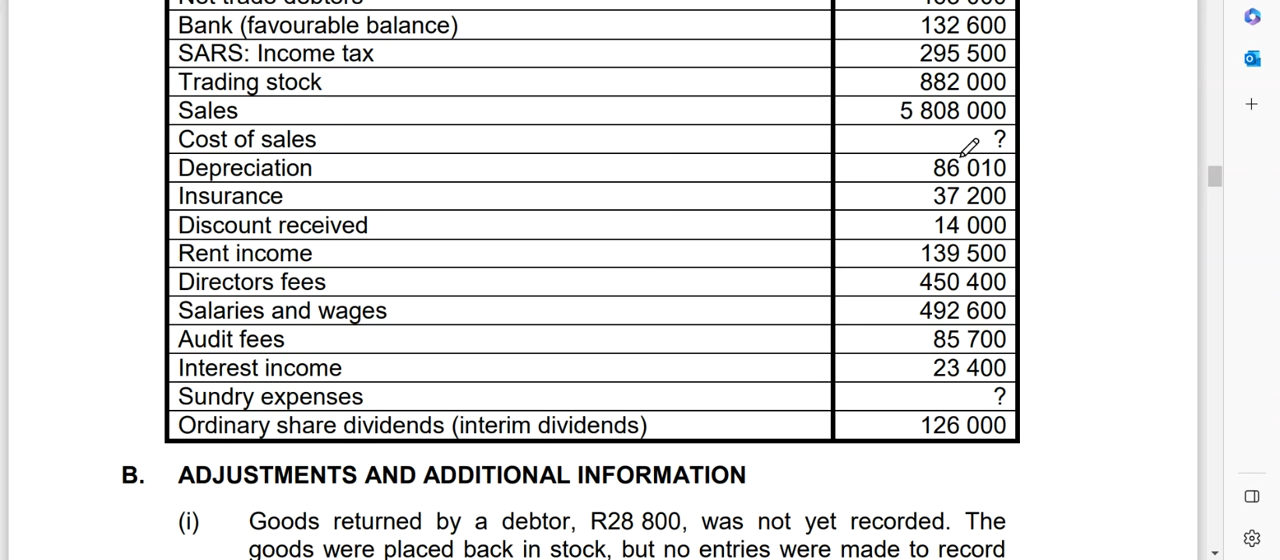 Bank (favourable balance) 132 600
SARS: Income tax 295 500
Trading stock 882 000
Sales 5 808 000
Cost of sales ?
Depreciation 86 010
Insurance 37 200
Discount received 14 000
Rent income 139 500
Directors fees 450 400
Salaries and wages 492 600
Audit fees 85 700
Interest income 23 400
Sundry expenses ?
Ordinary share dividends (interim dividends) 126 000
B. ADJUSTMENTS AND ADDITIONAL INFORMATION
(i) Goods returned by a debtor, R28 800, was not yet recorded. The
goods were placed back in stock, but no entries were made to record